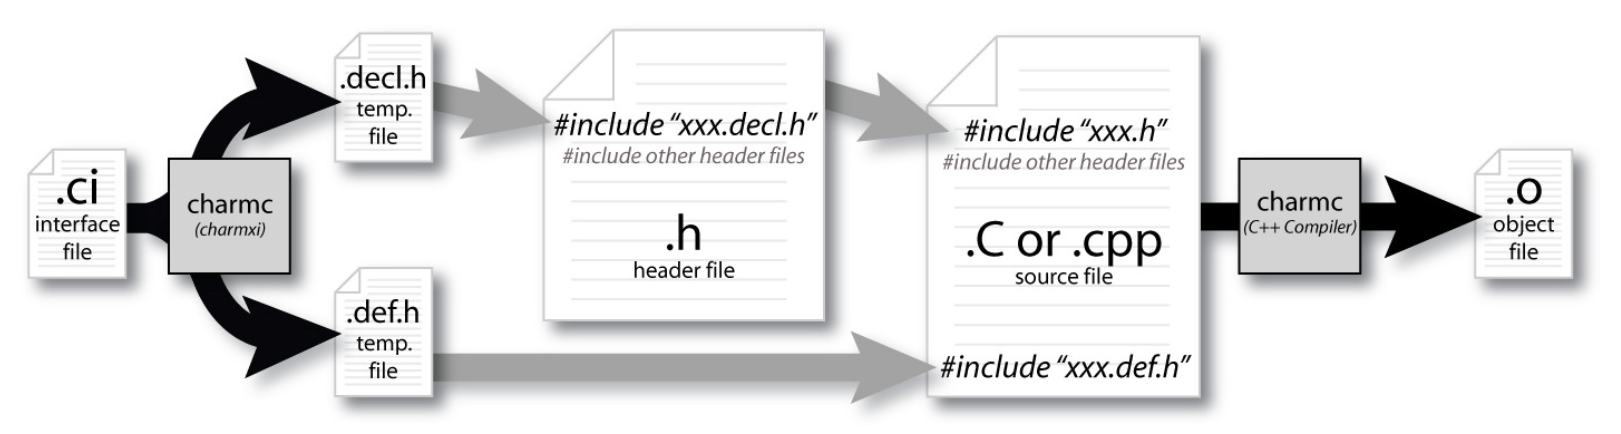 .ci
interface
file
charmc
(charmxi)
.decl.h
temp.
file
.def.h
temp.
file
#include “xxx.decl.h”
#include other header files
.h
header file
#include “xxx.h”
#include other header files
.C or .cpp
source file
#include “xxx.def.h”
charmc
(C++ Compiler)
.o
object
file